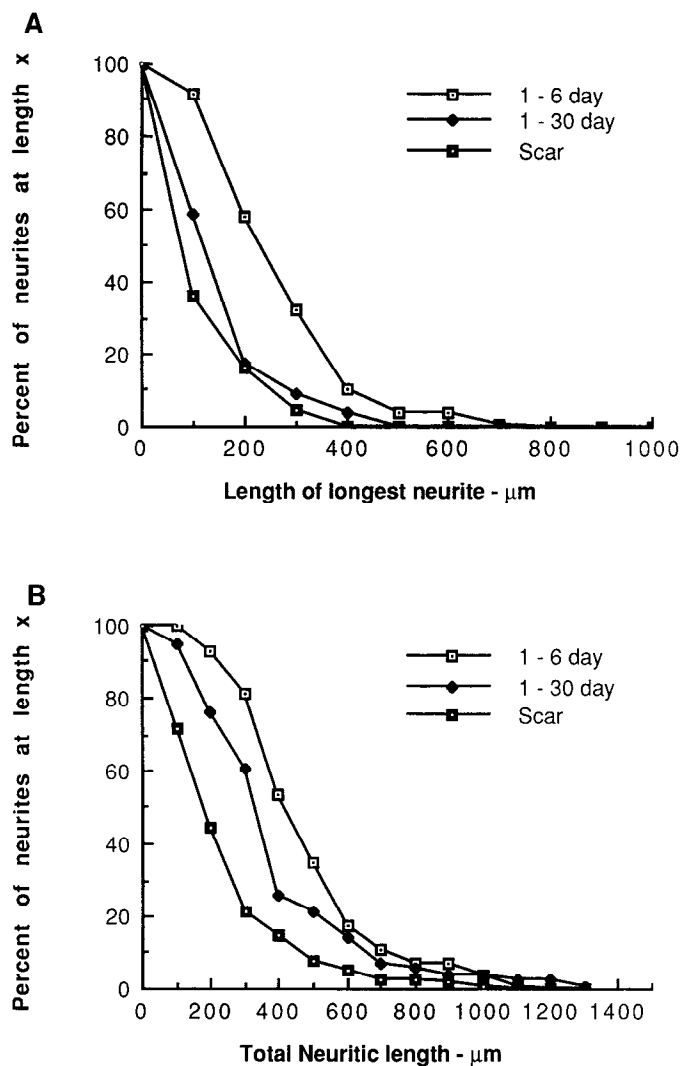 A
Percent of neurites at length x
100
80
60
40
20
0
1 - 6 day
1 - 30 day
Scar
0 200 400 600 800 1000
Length of longest neurite - μm
B
Percent of neurites at length x
100
80
60
40
20
0
1 - 6 day
1 - 30 day
Scar
0 200 400 600 800 1000 1200 1400
Total Neuritic length - μm